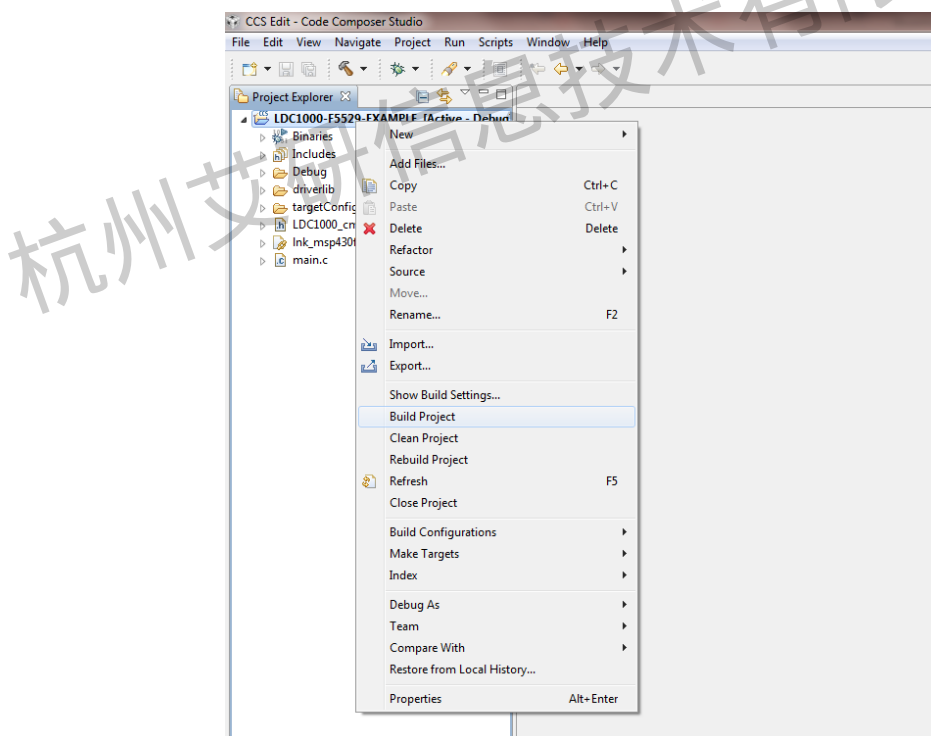 CCS Edit - Code Composer Studio
File Edit View Navigate Project Run Scripts Window Help
Project Explorer
LDC1000-F5529-EXAMPLE [Active - Debug
Binaries
Includes
Debug
driverlib
targetConfig
LDC1000_cm
lnk_msp430f
main.c
New
Add Files...
Copy Ctrl+C
Paste Ctrl+V
Delete Delete
Refactor
Source
Move...
Rename... F2
Import...
Export...
Show Build Settings...
Build Project
Clean Project
Rebuild Project
Refresh F5
Close Project
Build Configurations
Make Targets
Index
Debug As
Team
Compare With
Restore from Local History...
Properties Alt+Enter
杭州艾研信息技术有限